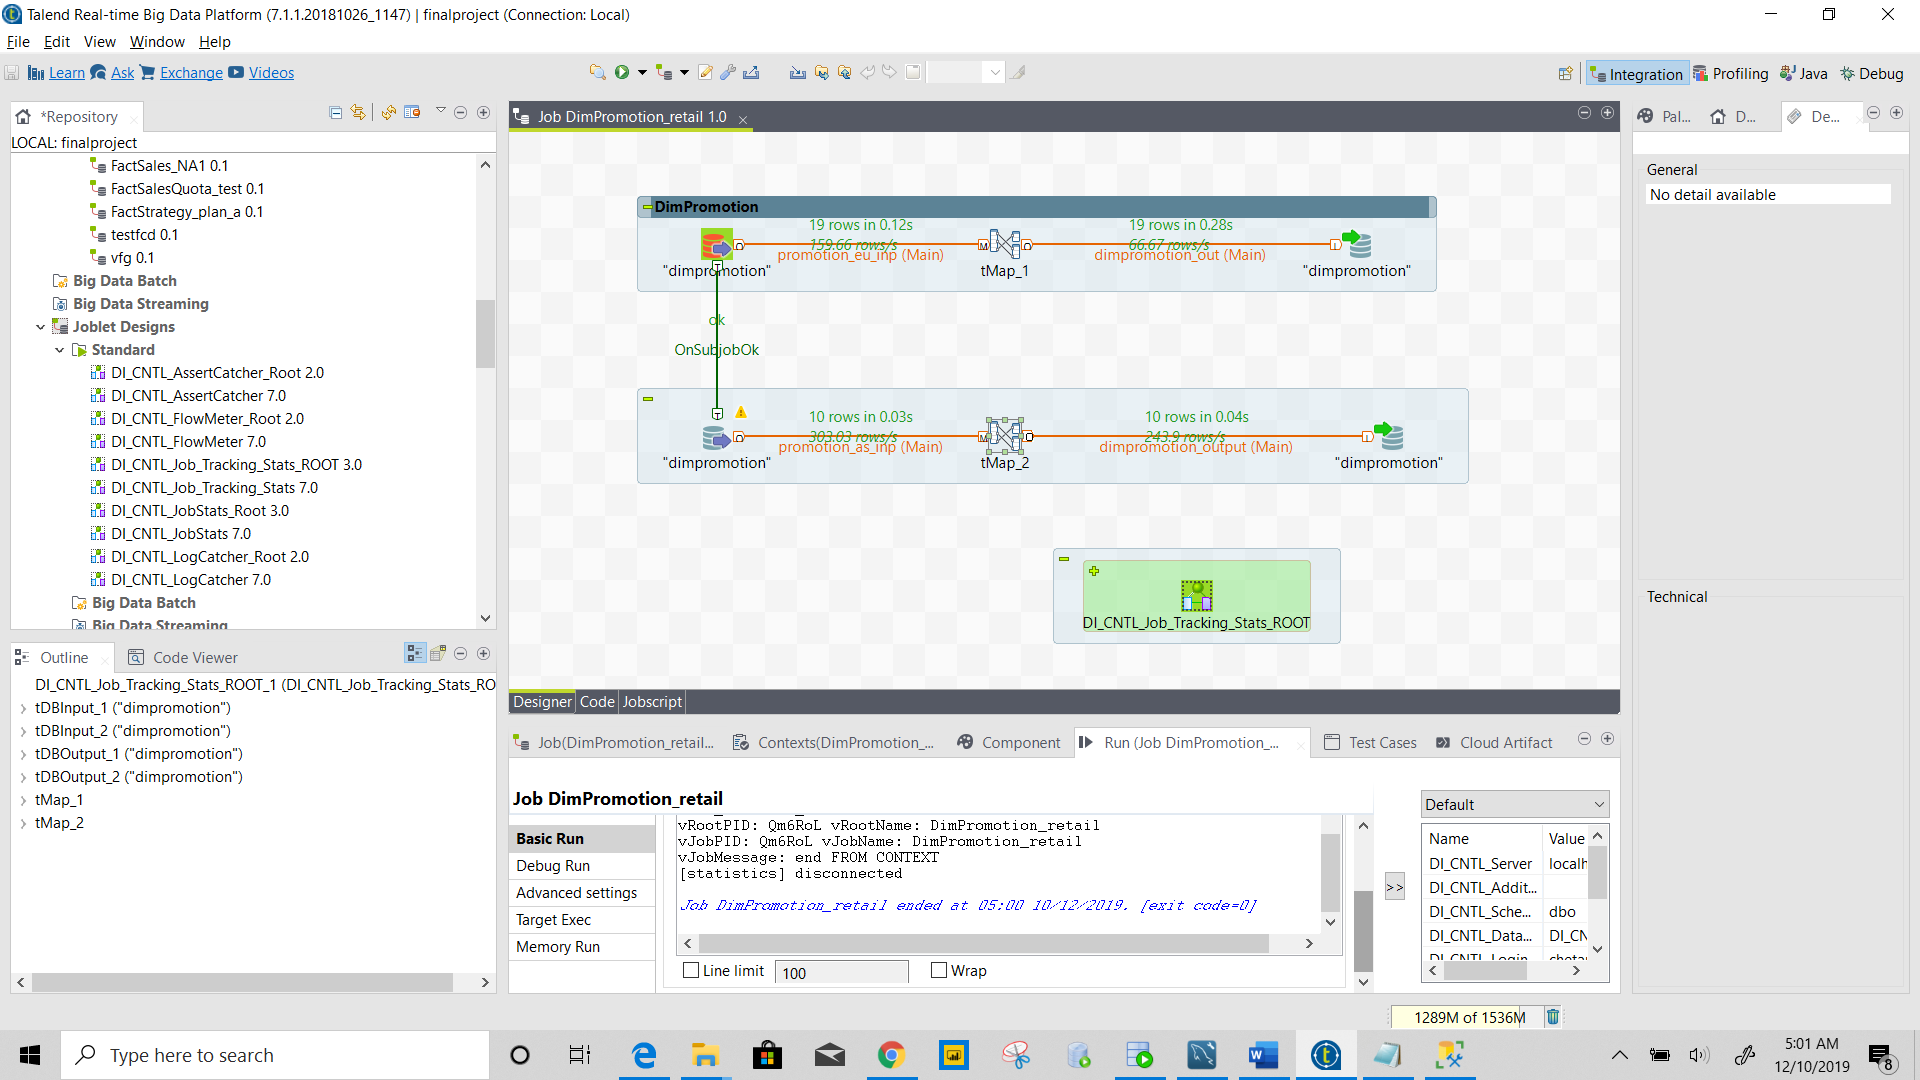 Talend Real-time Big Data Platform (7.1.1.20181026_1147) | finalproject (Connection: Local)
File Edit View Window Help
Learn Ask Exchange Videos
Integration Profiling Java Debug
*Repository
LOCAL: finalproject
FactSales_NA1 0.1
FactSalesQuota_test 0.1
FactStrategy_plan_a 0.1
testfcd 0.1
vfg 0.1
Big Data Batch
Big Data Streaming
Joblet Designs
Standard
DI_CNTL_AssertCatcher_Root 2.0
DI_CNTL_AssertCatcher 7.0
DI_CNTL_FlowMeter_Root 2.0
DI_CNTL_FlowMeter 7.0
DI_CNTL_Job_Tracking_Stats_ROOT 3.0
DI_CNTL_Job_Tracking_Stats 7.0
DI_CNTL_JobStats_Root 3.0
DI_CNTL_JobStats 7.0
DI_CNTL_LogCatcher_Root 2.0
DI_CNTL_LogCatcher 7.0
Big Data Batch
Big Data Streaming
Outline Code Viewer
DI_CNTL_Job_Tracking_Stats_ROOT_1 (DI_CNTL_Job_Tracking_Stats_RO
tDBInput_1 ("dimpromotion")
tDBInput_2 ("dimpromotion")
tDBOutput_1 ("dimpromotion")
tDBOutput_2 ("dimpromotion")
tMap_1
tMap_2
Job DimPromotion_retail 1.0
DimPromotion
19 rows in 0.12s 19 rows in 0.28s
159.66 rows/s 66.67 rows/s
promotion_eu_inp (Main) dimpromotion_out (Main)
"dimpromotion" tMap_1 "dimpromotion"
ok
OnSubjobOk
10 rows in 0.03s 10 rows in 0.04s
303.03 rows/s 243.9 rows/s
promotion_as_inp (Main) dimpromotion_output (Main)
"dimpromotion" tMap_2 "dimpromotion"
DI_CNTL_Job_Tracking_Stats_ROOT
Designer Code Jobscript
Job(DimPromotion_retail... Contexts(DimPromotion_... Component Run (Job DimPromotion_... Test Cases Cloud Artifact
Job DimPromotion_retail
Basic Run
Debug Run
Advanced settings
Target Exec
Memory Run
vRootPID: Qm6RoL vRootName: DimPromotion_retail
vJobPID: Qm6RoL vJobName: DimPromotion_retail
vJobMessage: end FROM CONTEXT
[statistics] disconnected
Job DimPromotion_retail ended at 05:00 10/12/2019. [exit code=0]
Line limit 100 Wrap
>>
Default
Name Value
DI_CNTL_Server localh
DI_CNTL_Addit...
DI_CNTL_Sche... dbo
DI_CNTL_Data... DI_CN
DI_CNTL_Login cheta
Pal... D... De...
General
No detail available
Technical
1289M of 1536M
Type here to search
5:01 AM
12/10/2019
8